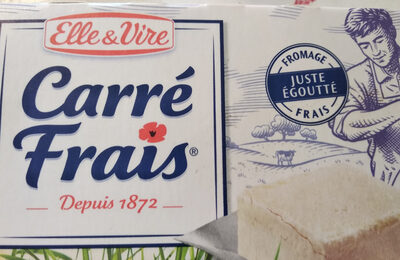 Elle & Vire
Carré
Frais®
Depuis 1872
FROMAGE
JUSTE
ÉGOUTTÉ
FRAIS